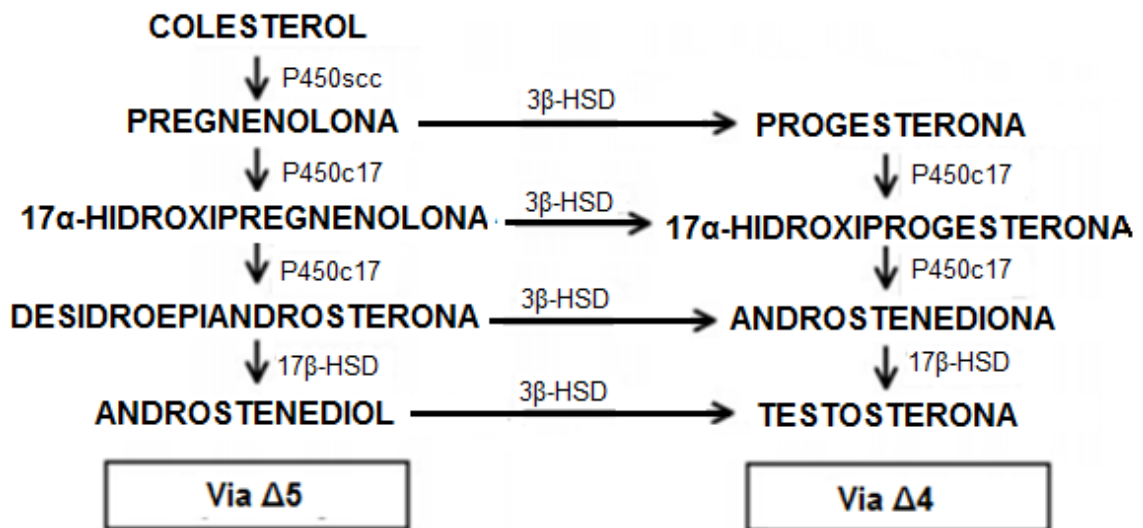 COLESTEROL
P450scc
3β-HSD
PREGNENOLONA
PROGESTERONA
P450c17
P450c17
3β-HSD
17α-HIDROXIPREGNENOLONA
17α-HIDROXIPROGESTERONA
P450c17
P450c17
3β-HSD
DESIDROEPIANDROSTERONA
ANDROSTENEDIONA
17β-HSD
17β-HSD
3β-HSD
ANDROSTENEDIOL
TESTOSTERONA
Via Δ5
Via Δ4